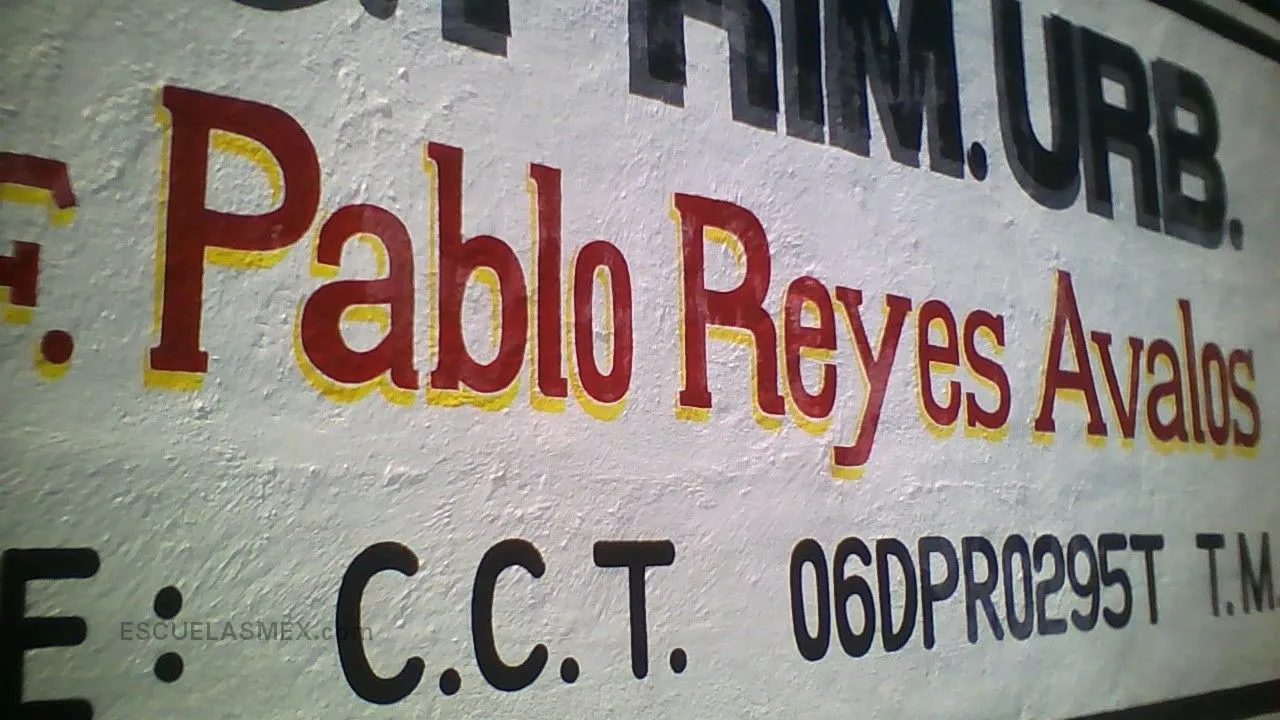 C. PRIM. URB.
F. Pablo Reyes Avalos
E: C.C.T. 06DPR0295T T.M.
ESCUELASMEX.com